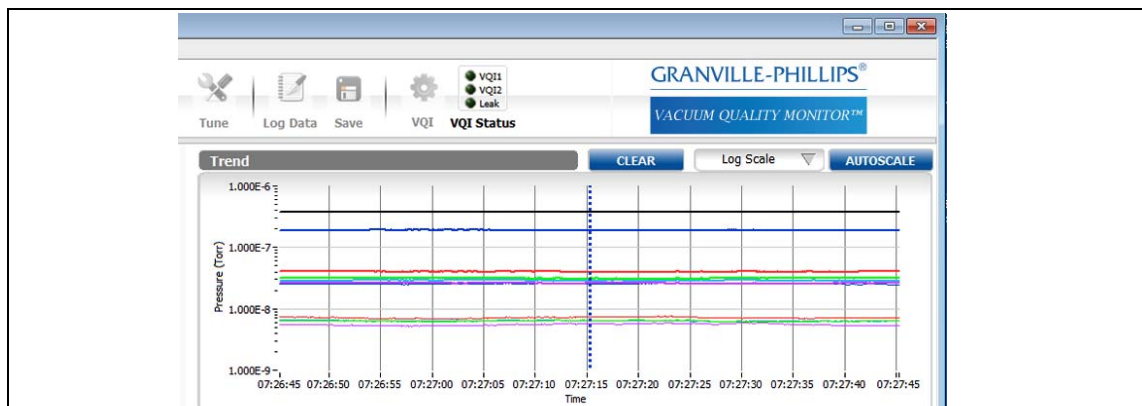 GRANVILLE-PHILLIPS®
VACUUM QUALITY MONITOR™
VQI1
VQI2
Leak
Tune
Log Data
Save
VQI
VQI Status
Trend
CLEAR
Log Scale
AUTOSCALE
1.000E-6
1.000E-7
1.000E-8
1.000E-9
Pressure (Torr)
07:26:45 07:26:50 07:26:55 07:27:00 07:27:05 07:27:10 07:27:15 07:27:20 07:27:25 07:27:30 07:27:35 07:27:40 07:27:45
Time